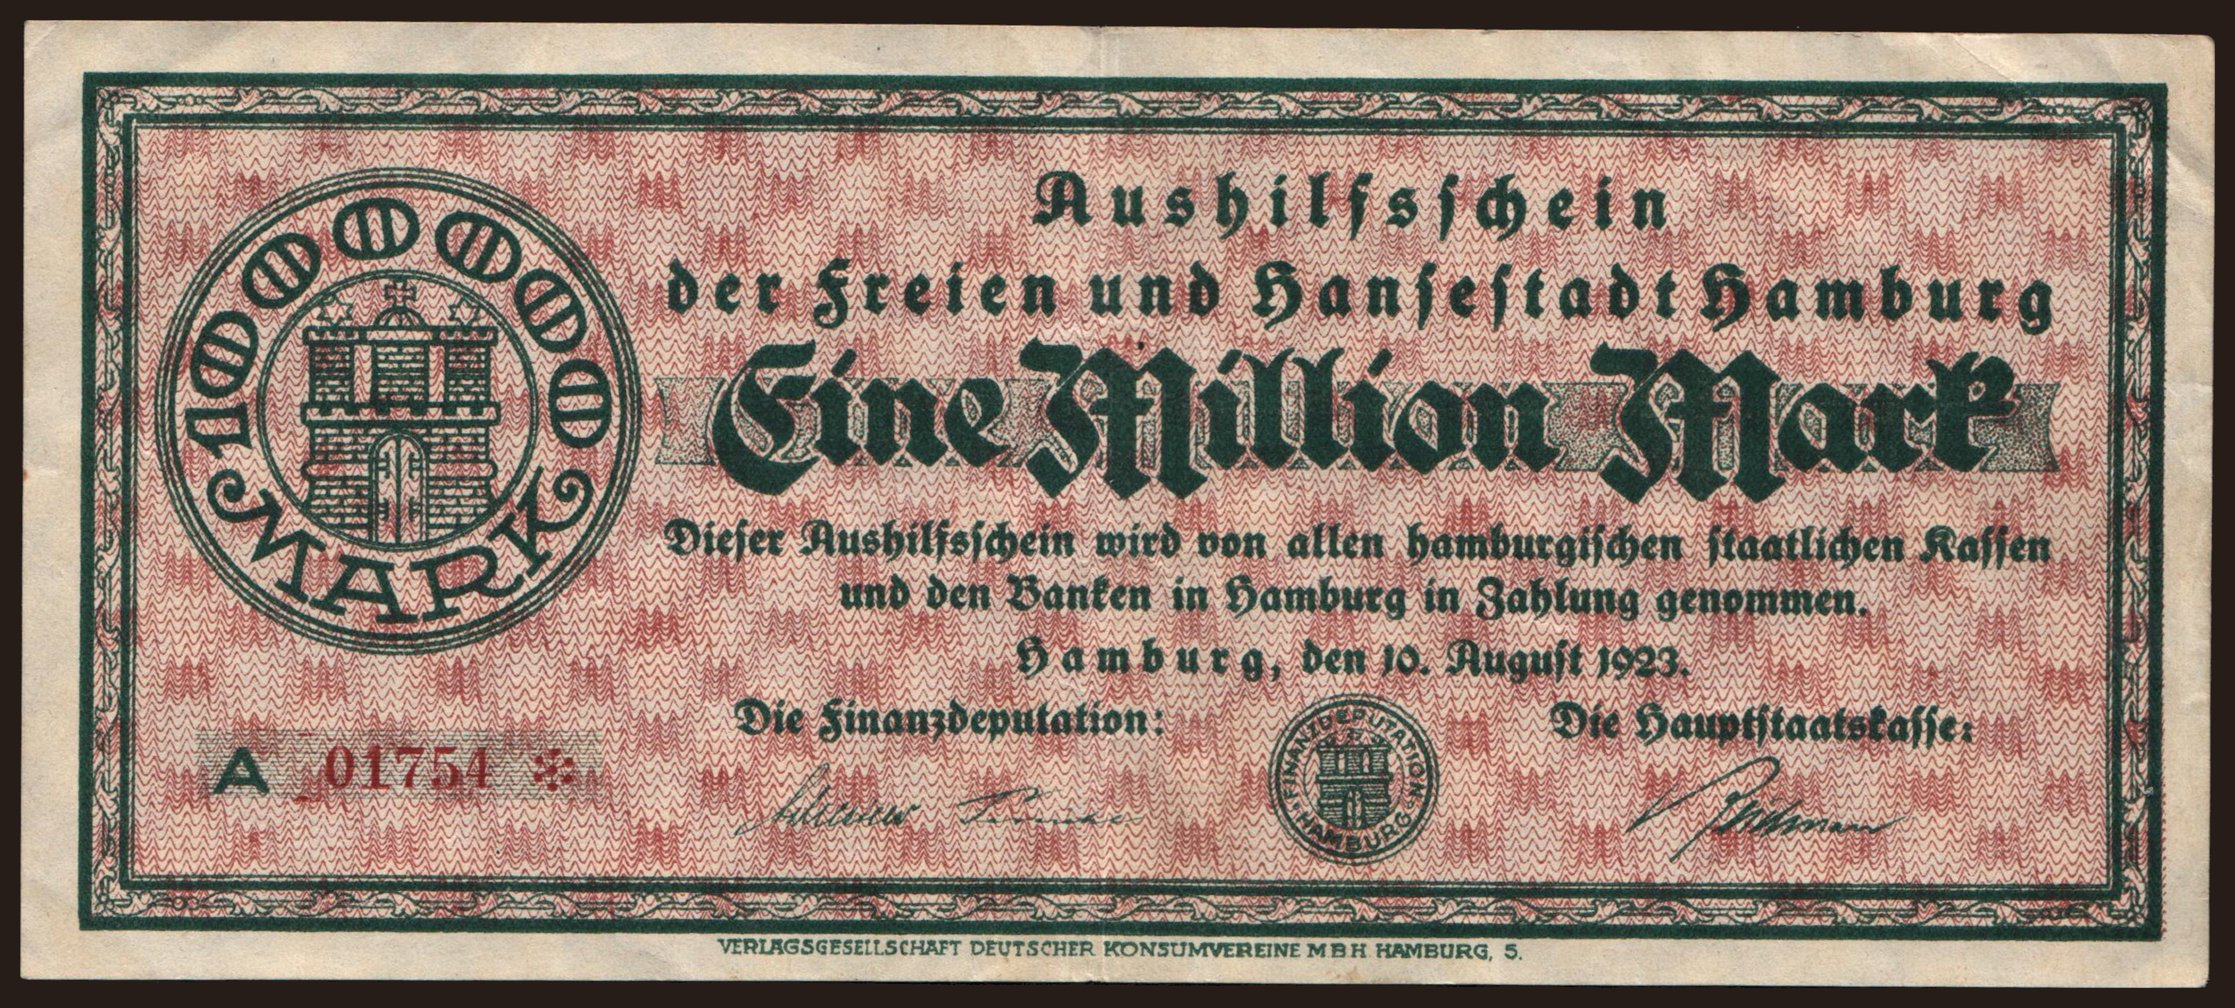 1000000
MARK
Aushilfsschein
der Freien und Hansestadt Hamburg
Eine Million Mark
Dieser Aushilfsschein wird von allen hamburgischen staatlichen Kassen
und den Banken in Hamburg in Zahlung genommen.
Hamburg, den 10. August 1923.
Die Finanzdeputation:
Die Hauptstaatskasse:
A 01754 *
FINANZDEPUTATION
HAMBURG
VERLAGSGESELLSCHAFT DEUTSCHER KONSUMVEREINE M B H HAMBURG, 5.